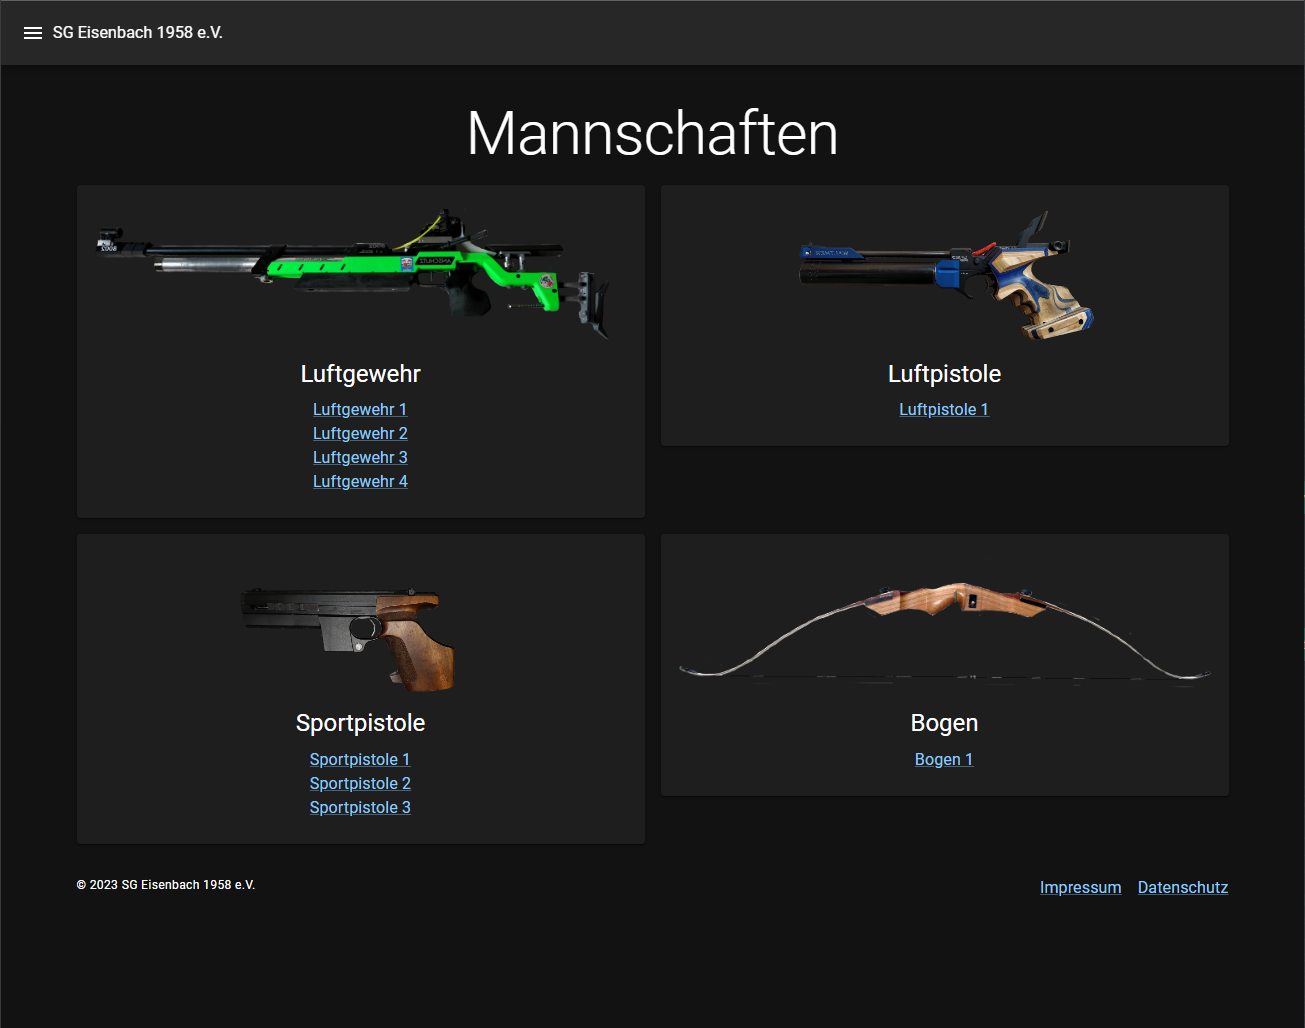 SG Eisenbach 1958 e.V.
Mannschaften
Luftgewehr
Luftgewehr 1
Luftgewehr 2
Luftgewehr 3
Luftgewehr 4
Luftpistole
Luftpistole 1
Sportpistole
Sportpistole 1
Sportpistole 2
Sportpistole 3
Bogen
Bogen 1
© 2023 SG Eisenbach 1958 e.V.
Impressum Datenschutz